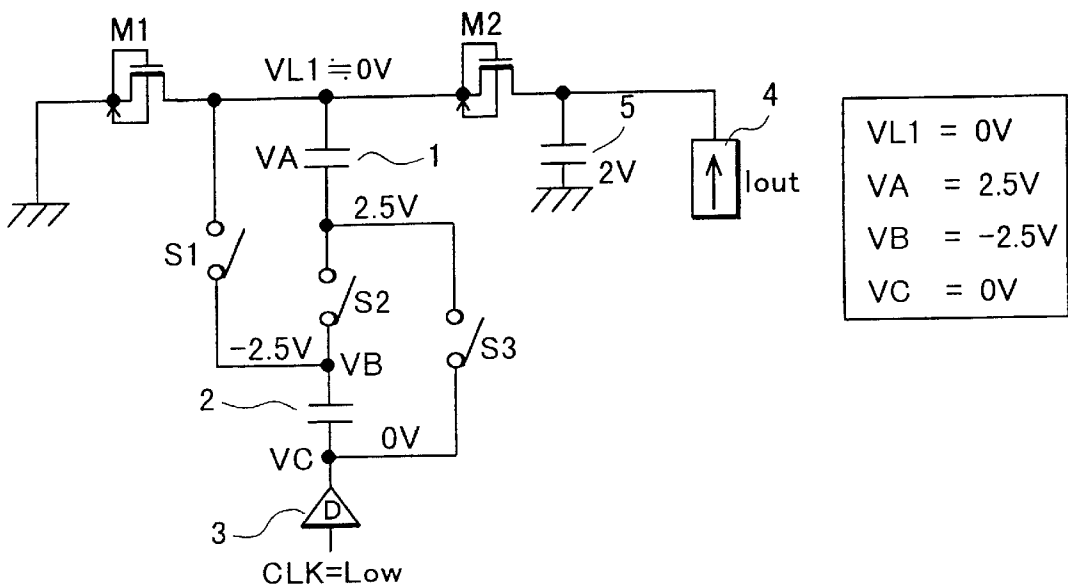 M1
M2
VL1≒0V
VA
1
5
4
2V
Iout
2.5V
S1
S2
S3
-2.5V
VB
2
0V
VC
D
3
CLK=Low
VL1 = 0V
VA = 2.5V
VB = -2.5V
VC = 0V